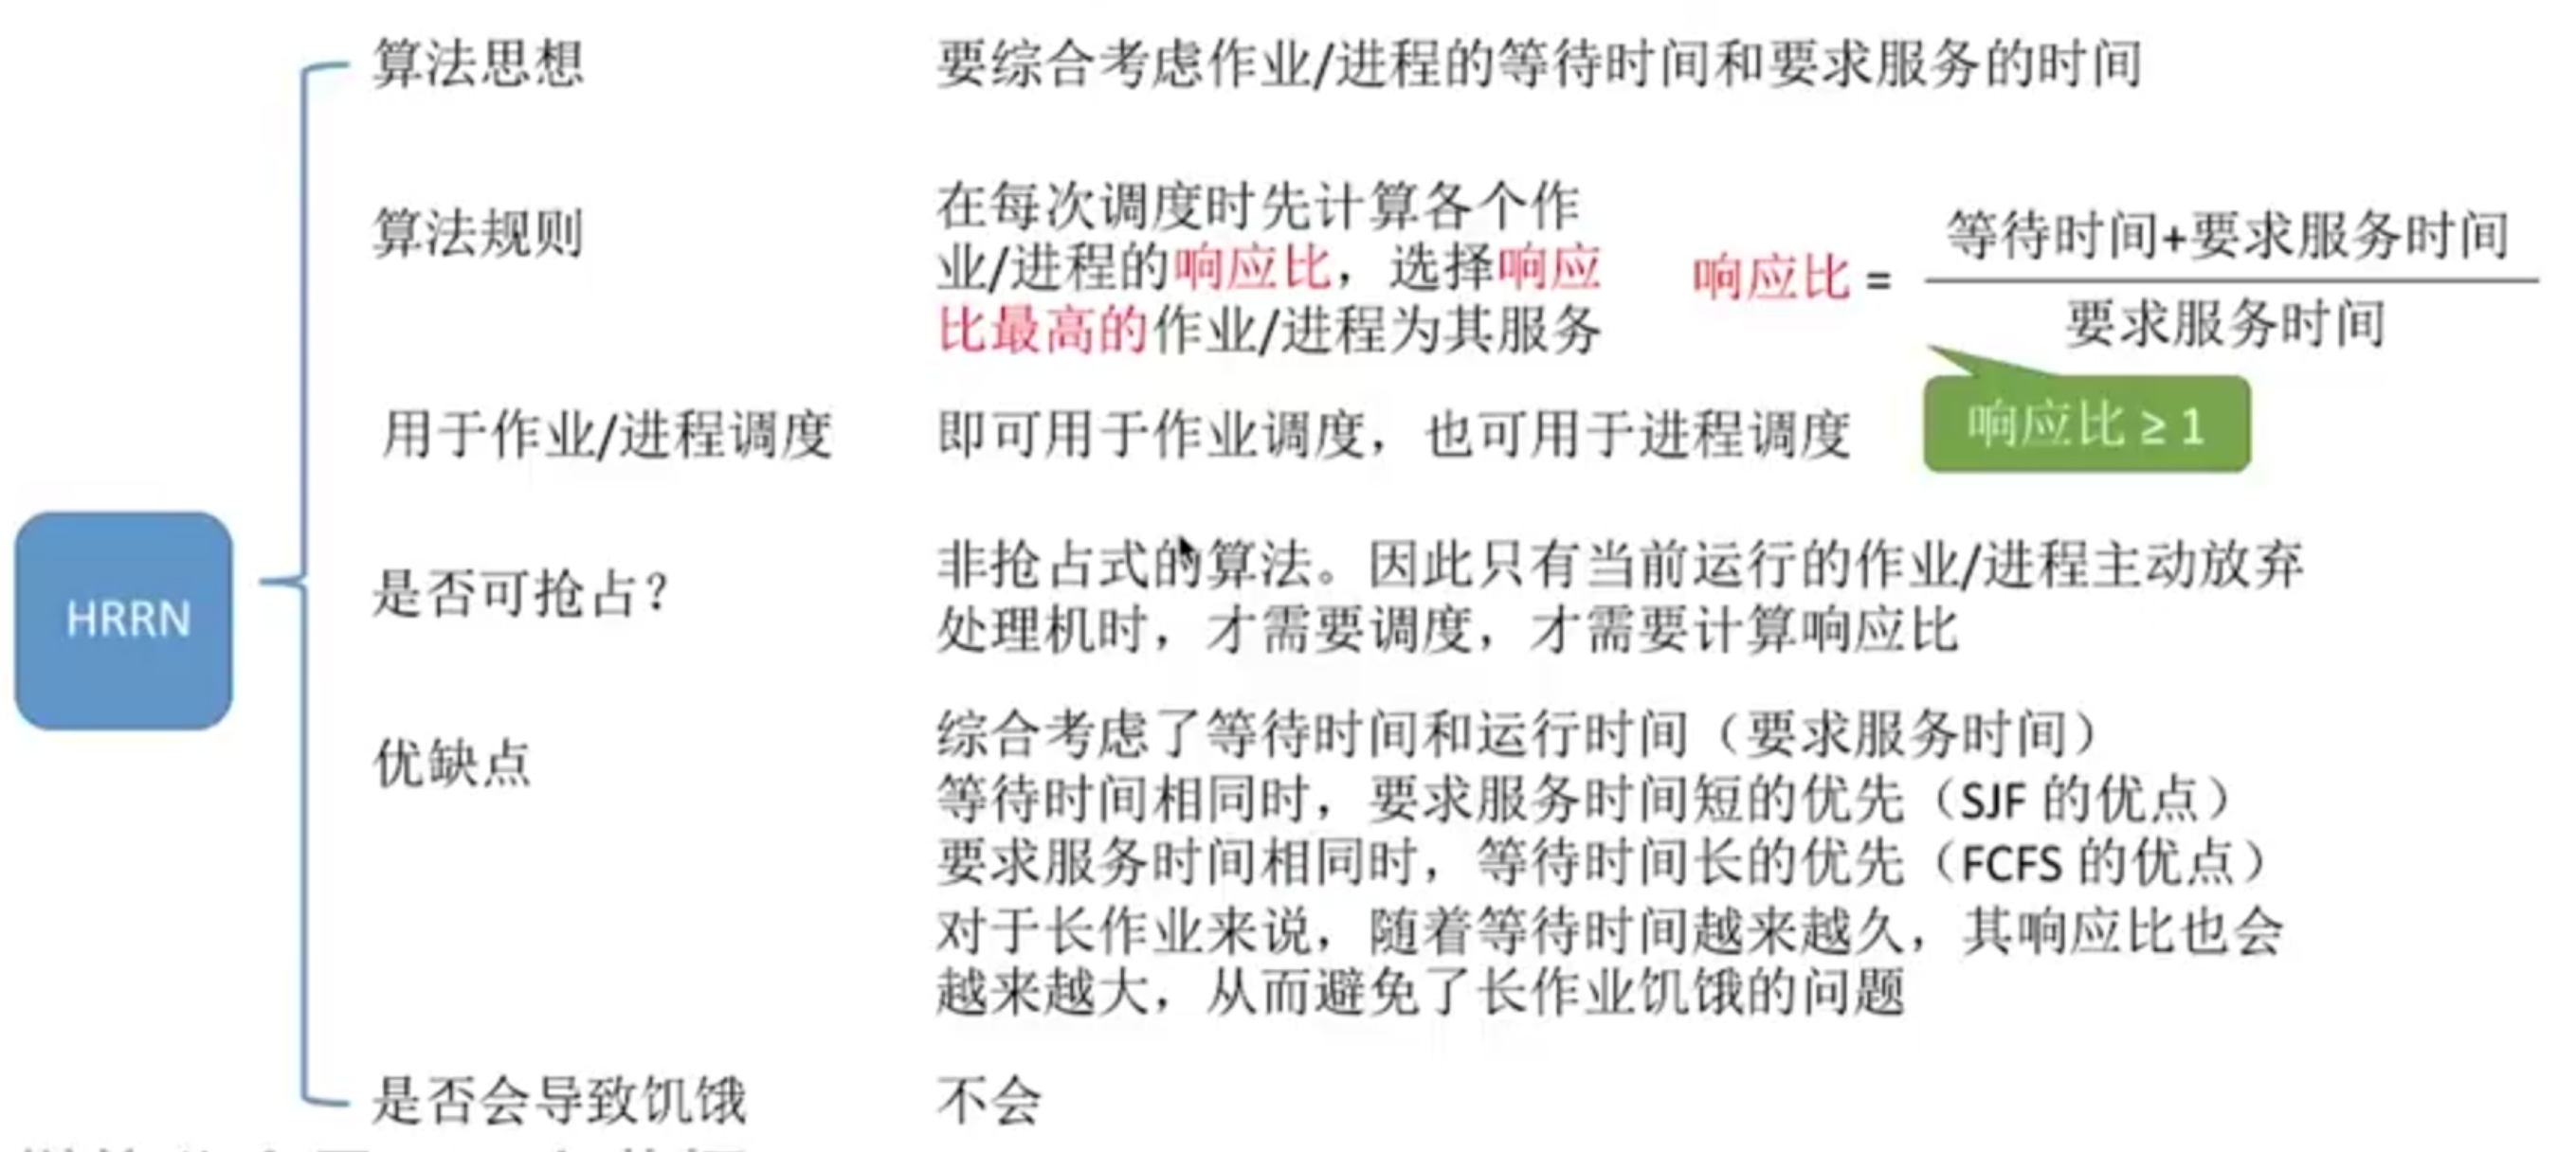 算法思想
要综合考虑作业/进程的等待时间和要求服务的时间
算法规则
在每次调度时先计算各个作
业/进程的响应比，选择响应
比最高的作业/进程为其服务
响应比 =
等待时间+要求服务时间
要求服务时间
响应比 ≥ 1
用于作业/进程调度
即可用于作业调度，也可用于进程调度
HRRN
是否可抢占？
非抢占式的算法。因此只有当前运行的作业/进程主动放弃
处理机时，才需要调度，才需要计算响应比
优缺点
综合考虑了等待时间和运行时间（要求服务时间）
等待时间相同时，要求服务时间短的优先（SJF 的优点）
要求服务时间相同时，等待时间长的优先（FCFS 的优点）
对于长作业来说，随着等待时间越来越久，其响应比也会
越来越大，从而避免了长作业饥饿的问题
是否会导致饥饿
不会